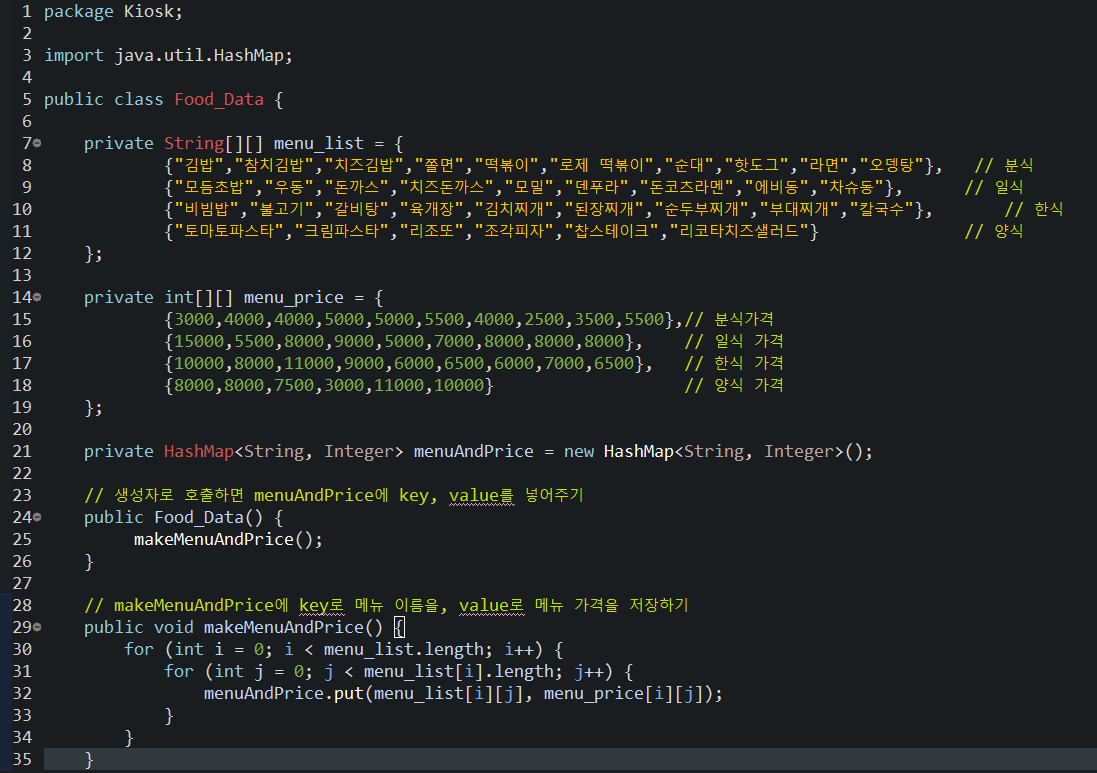 1 package Kiosk;
2
3 import java.util.HashMap;
4
5 public class Food_Data {
6
7 private String[][] menu_list = {
8 {"김밥","참치김밥","치즈김밥","쫄면","떡볶이","로제 떡볶이","순대","핫도그","라면","오뎅탕"}, // 분식
9 {"모듬초밥","우동","돈까스","치즈돈까스","모밀","덴푸라","돈코츠라멘","에비동","차슈동"}, // 일식
10 {"비빔밥","불고기","갈비탕","육개장","김치찌개","된장찌개","순두부찌개","부대찌개","칼국수"}, // 한식
11 {"토마토파스타","크림파스타","리조또","조각피자","찹스테이크","리코타치즈샐러드"} // 양식
12 };
13
14 private int[][] menu_price = {
15 {3000,4000,4000,5000,5000,5500,4000,2500,3500,5500},// 분식가격
16 {15000,5500,8000,9000,5000,7000,8000,8000,8000}, // 일식 가격
17 {10000,8000,11000,9000,6000,6500,6000,7000,6500}, // 한식 가격
18 {8000,8000,7500,3000,11000,10000} // 양식 가격
19 };
20
21 private HashMap<String, Integer> menuAndPrice = new HashMap<String, Integer>();
22
23 // 생성자로 호출하면 menuAndPrice에 key, value를 넣어주기
24 public Food_Data() {
25 makeMenuAndPrice();
26 }
27
28 // makeMenuAndPrice에 key로 메뉴 이름을, value로 메뉴 가격을 저장하기
29 public void makeMenuAndPrice() {
30 for (int i = 0; i < menu_list.length; i++) {
31 for (int j = 0; j < menu_list[i].length; j++) {
32 menuAndPrice.put(menu_list[i][j], menu_price[i][j]);
33 }
34 }
35 }